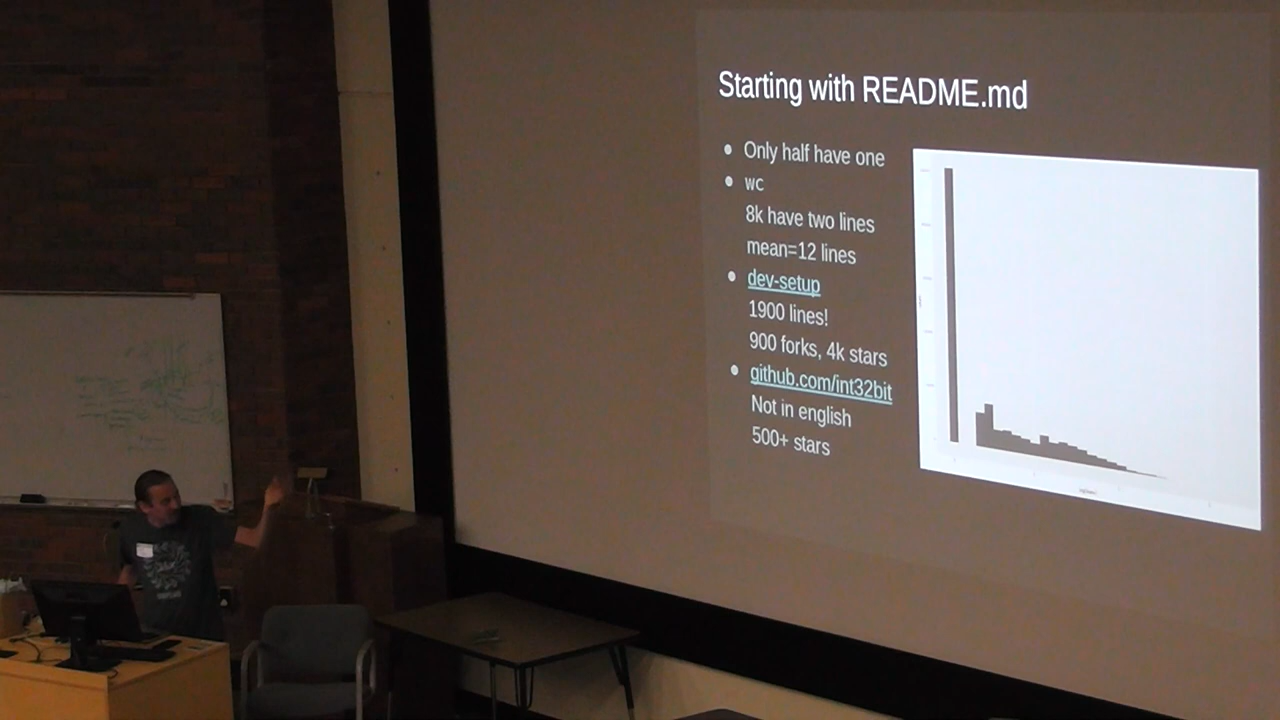 Starting with README.md
Only half have one
wc
8k have two lines
mean=12 lines
dev-setup
1900 lines!
900 forks, 4k stars
github.com/int32bit
Not in english
500+ stars